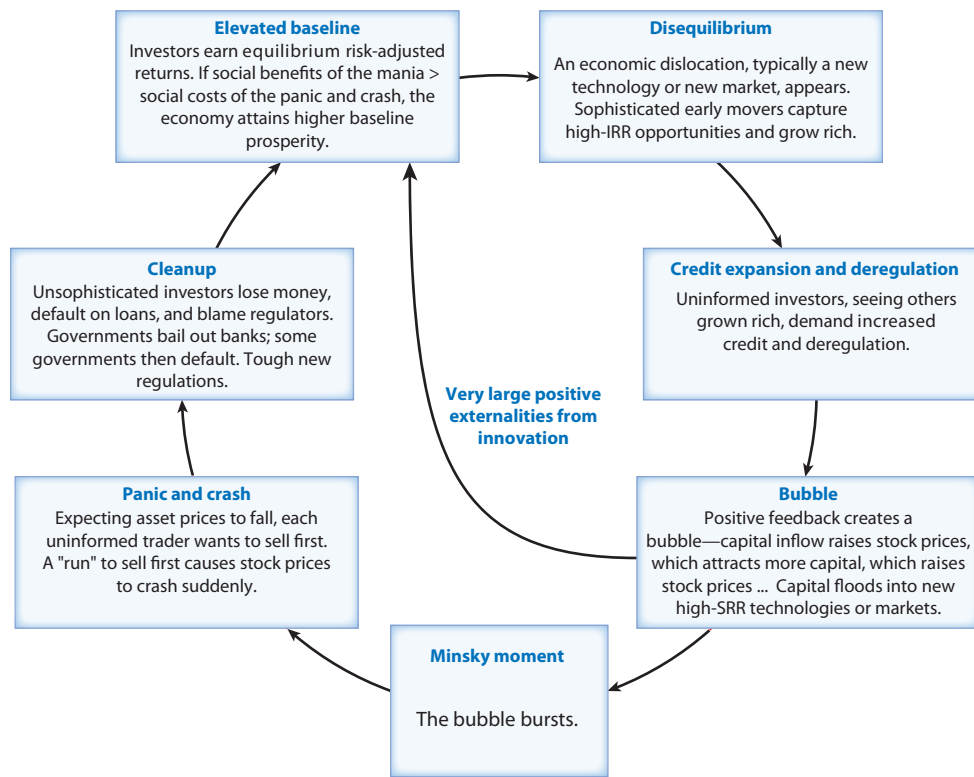 Elevated baseline
Investors earn equilibrium risk-adjusted
returns. If social benefits of the mania >
social costs of the panic and crash, the
economy attains higher baseline
prosperity.
Disequilibrium
An economic dislocation, typically a new
technology or new market, appears.
Sophisticated early movers capture
high-IRR opportunities and grow rich.
Cleanup
Unsophisticated investors lose money,
default on loans, and blame regulators.
Governments bail out banks; some
governments then default. Tough new
regulations.
Credit expansion and deregulation
Uninformed investors, seeing others
grown rich, demand increased
credit and deregulation.
Very large positive
externalities from
innovation
Panic and crash
Expecting asset prices to fall, each
uninformed trader wants to sell first.
A "run" to sell first causes stock prices
to crash suddenly.
Bubble
Positive feedback creates a
bubble—capital inflow raises stock prices,
which attracts more capital, which raises
stock prices ... Capital floods into new
high-SRR technologies or markets.
Minsky moment
The bubble bursts.